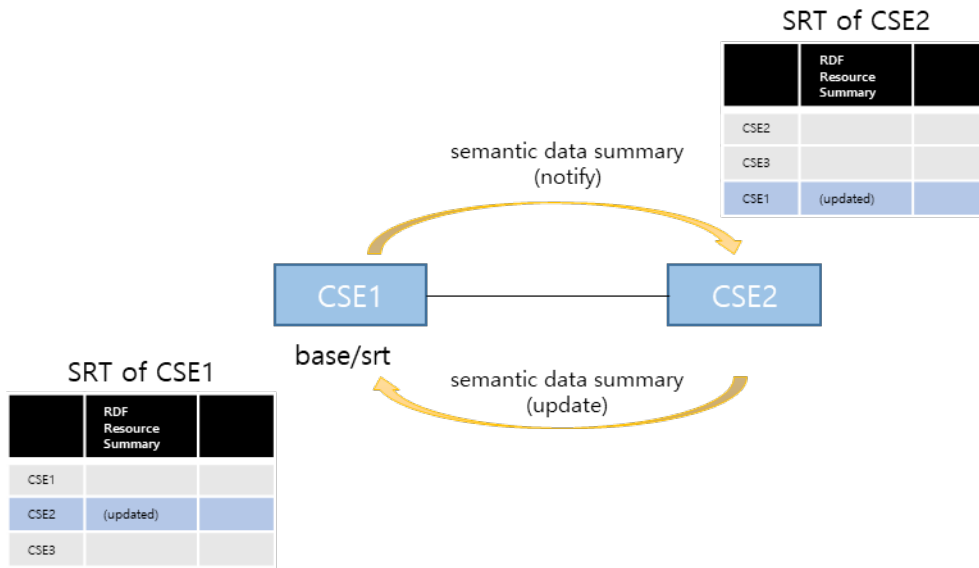 SRT of CSE2
RDF
Resource
Summary
CSE2
CSE3
CSE1 (updated)
semantic data summary
(notify)
CSE1
CSE2
base/srt
semantic data summary
(update)
SRT of CSE1
RDF
Resource
Summary
CSE1
CSE2 (updated)
CSE3